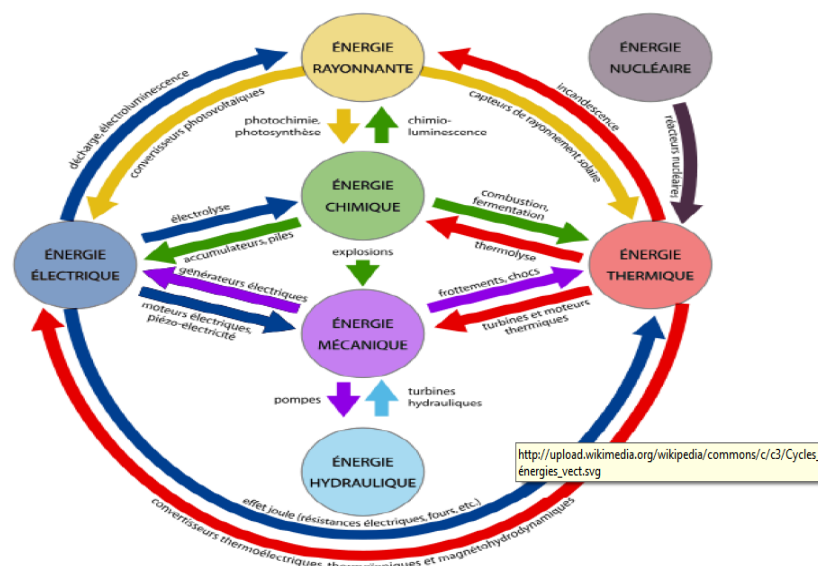 ÉNERGIE
RAYONNANTE
ÉNERGIE
NUCLÉAIRE
décharge, électroluminescence
convertisseurs photovoltaïques
photochimie,
photosynthèse
chimio-
luminescence
capteurs de rayonnement solaire
incandescence
réacteurs nucléaires
ÉNERGIE
CHIMIQUE
électrolyse
accumulateurs, piles
combustion,
fermentation
thermolyse
ÉNERGIE
ÉLECTRIQUE
explosions
ÉNERGIE
THERMIQUE
générateurs électriques
moteurs électriques,
piézo-électricité
frottements, chocs
turbines et moteurs
thermiques
ÉNERGIE
MÉCANIQUE
pompes
turbines
hydrauliques
ÉNERGIE
HYDRAULIQUE
http://upload.wikimedia.org/wikipedia/commons/c/c3/Cycles_
énergies_vect.svg
effet joule (résistances électriques, fours, etc.)
convertisseurs thermoélectriques, et magnétohydrodynamiques